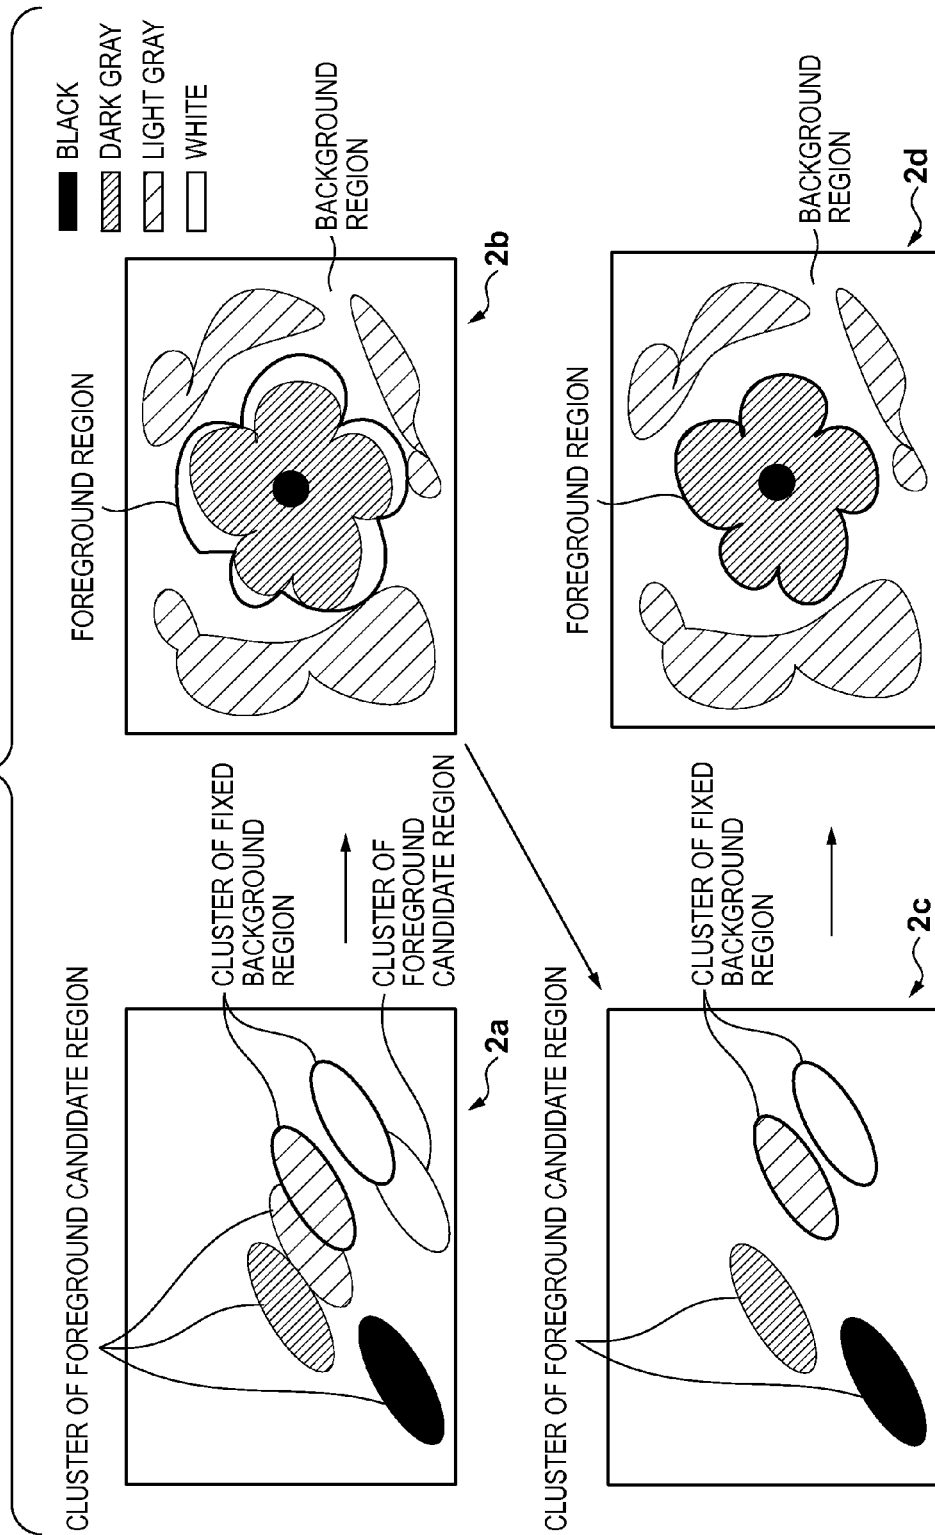 BLACK
DARK GRAY
LIGHT GRAY
WHITE
CLUSTER OF FOREGROUND CANDIDATE REGION
CLUSTER OF FIXED
BACKGROUND
REGION
CLUSTER OF
FOREGROUND
CANDIDATE REGION
2a
FOREGROUND REGION
BACKGROUND
REGION
2b
CLUSTER OF FOREGROUND CANDIDATE REGION
CLUSTER OF FIXED
BACKGROUND
REGION
2c
FOREGROUND REGION
BACKGROUND
REGION
2d